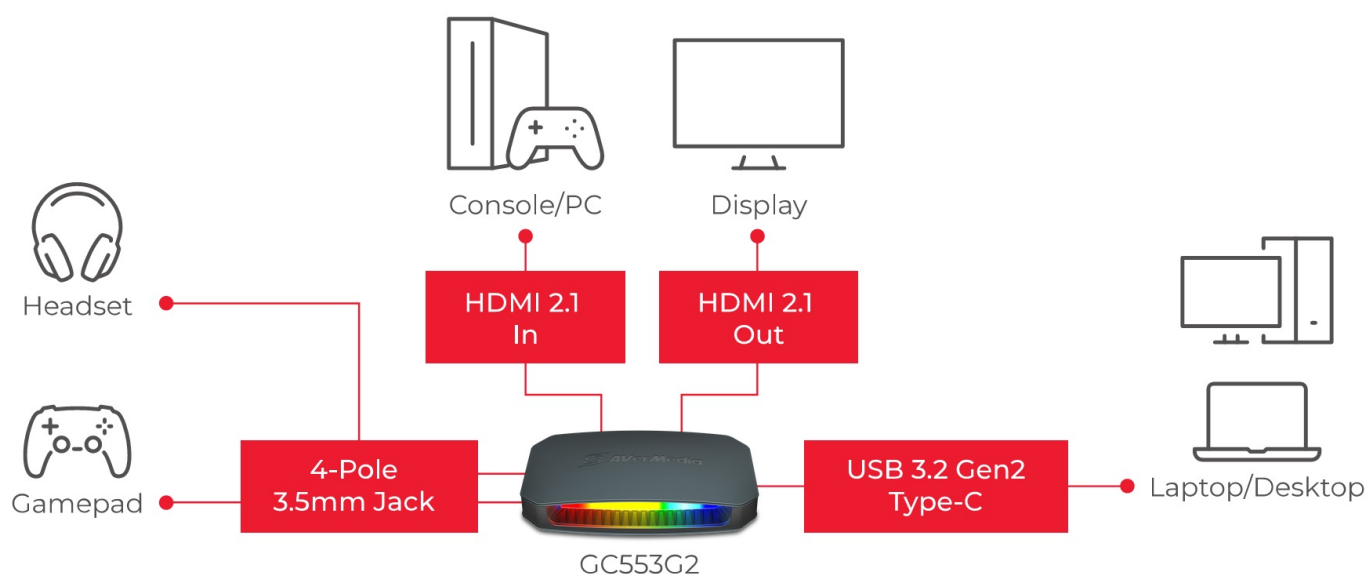 Console/PC
Display
HDMI 2.1
In
HDMI 2.1
Out
Headset
Gamepad
4-Pole
3.5mm Jack
AVerMedia
USB 3.2 Gen2
Type-C
Laptop/Desktop
GC553G2